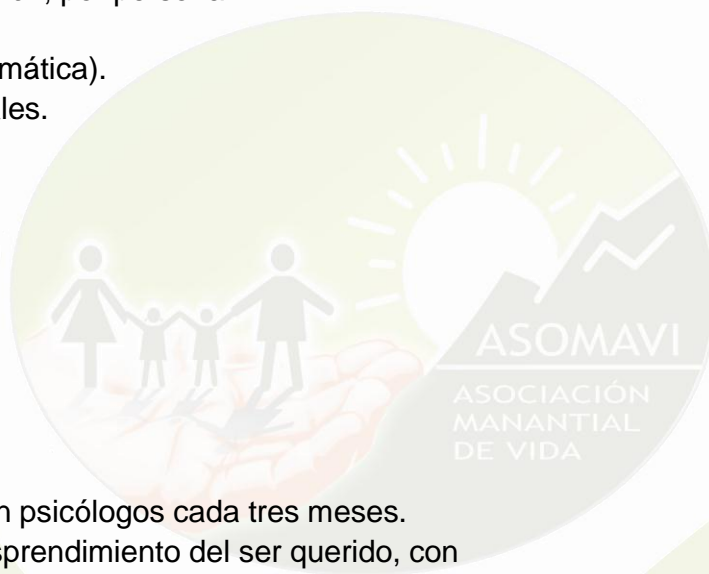 mática).
les.
ASOMAVI
ASOCIACIÓN
MANANTIAL
DE VIDA
n psicólogos cada tres meses.
sprendimiento del ser querido, con